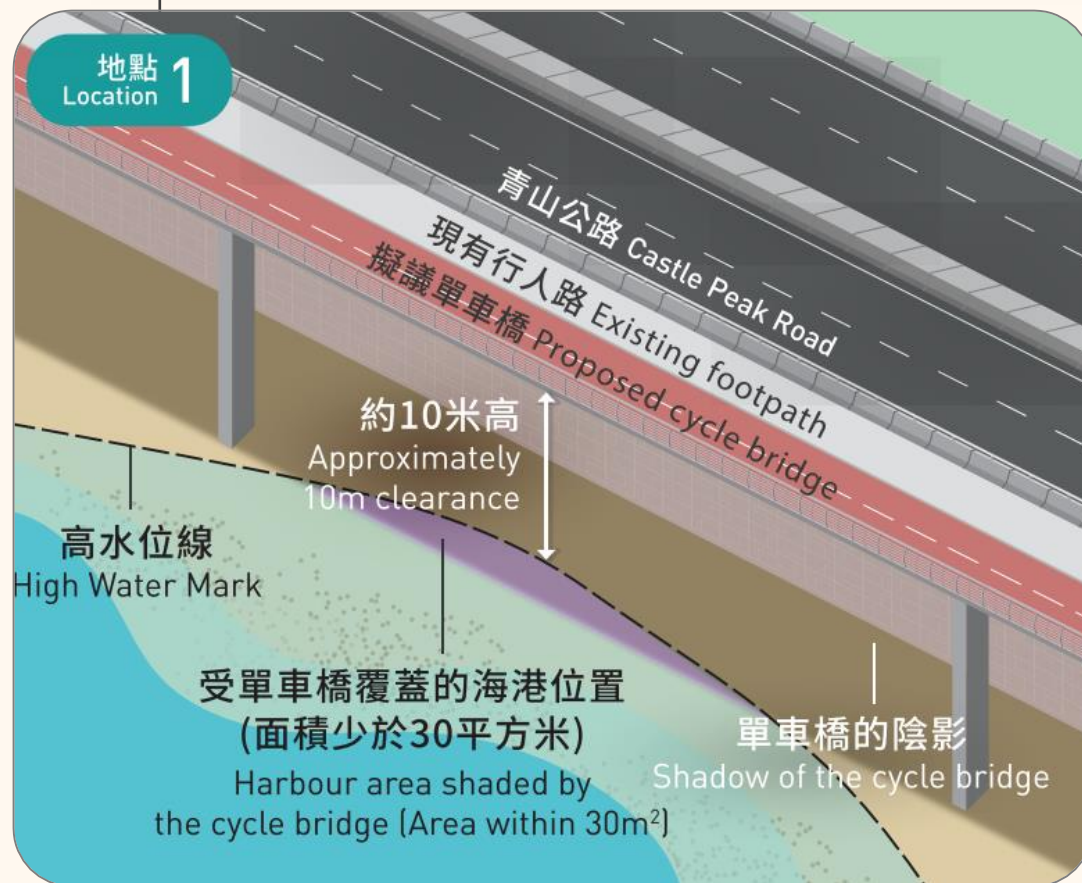 地點
Location
1
青山公路 Castle Peak Road
現有行人路 Existing footpath
擬議單車橋 Proposed cycle bridge
約10米高
Approximately
10m clearance
高水位線
High Water Mark
受單車橋覆蓋的海港位置
(面積少於30平方米)
Harbour area shaded by
the cycle bridge (Area within 30m²)
單車橋的陰影
Shadow of the cycle bridge